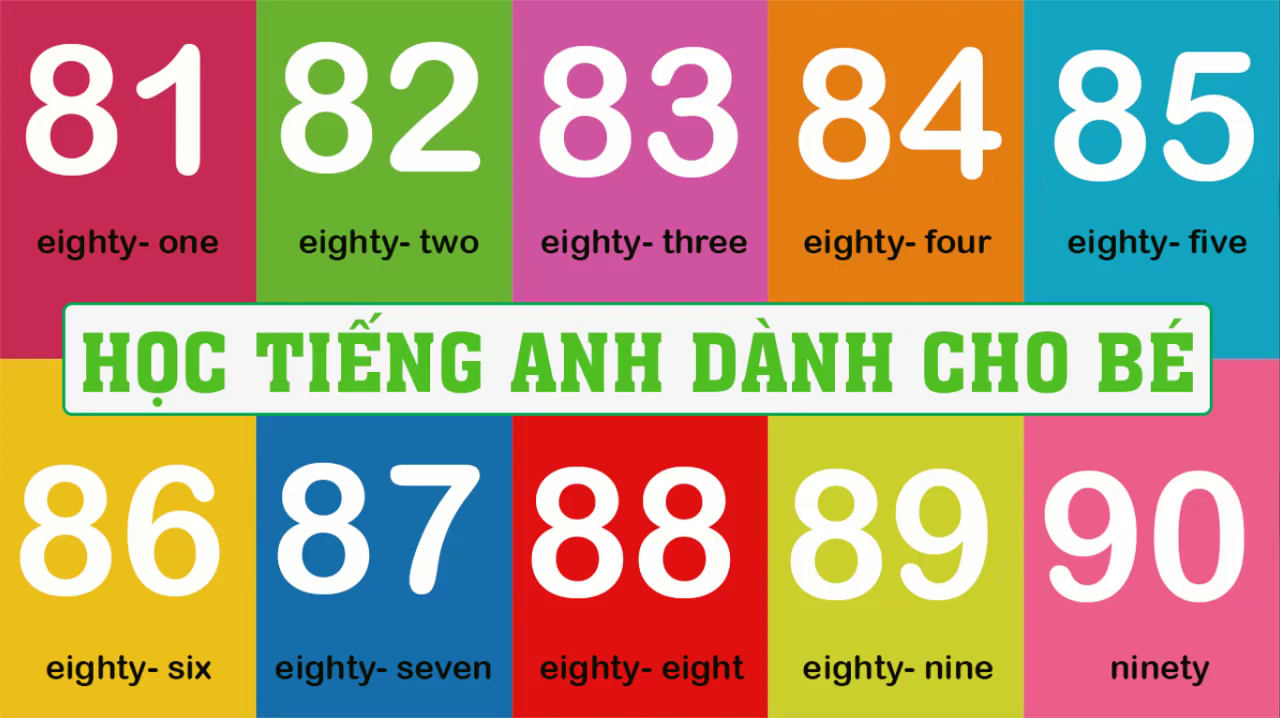 81 82 83 84 85
eighty- one eighty- two eighty- three eighty- four eighty- five
HỌC TIẾNG ANH DÀNH CHO BÉ
86 87 88 89 90
eighty- six eighty- seven eighty- eight eighty- nine ninety